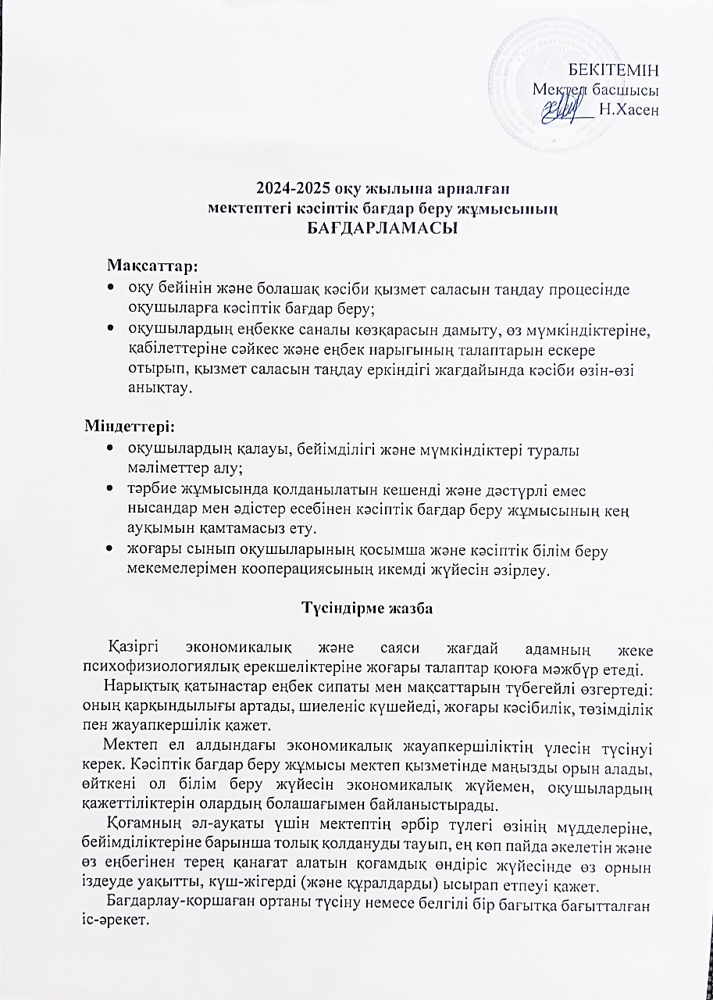 БЕКІТЕМІН
Мектеп басшысы
Н.Хасен
2024-2025 оқу жылына арналған
мектептегі кәсіптік бағдар беру жұмысының
БАҒДАРЛАМАСЫ
Мақсаттар:
• оқу бейінін және болашақ кәсіби қызмет саласын таңдау процесінде
оқушыларға кәсіптік бағдар беру;
• оқушылардың еңбекке саналы көзқарасын дамыту, өз мүмкіндіктеріне,
қабілеттеріне сәйкес және еңбек нарығының талаптарын ескере
отырып, қызмет саласын таңдау еркіндігі жағдайында кәсіби өзін-өзі
анықтау.
Міндеттері:
• оқушылардың қалауы, бейімділігі және мүмкіндіктері туралы
мәліметтер алу;
• тәрбие жұмысында қолданылатын кешенді және дәстүрлі емес
нысандар мен әдістер есебінен кәсіптік бағдар беру жұмысының кең
ауқымын қамтамасыз ету.
• жоғары сынып оқушыларының қосымша және кәсіптік білім беру
мекемелерімен кооперациясының икемді жүйесін әзірлеу.
Түсіндірме жазба
Қазіргі экономикалық және саяси жағдай адамның жеке
психофизиологиялық ерекшеліктеріне жоғары талаптар қоюға мәжбүр етеді.
Нарықтық қатынастар еңбек сипаты мен мақсаттарын түбегейлі өзгертеді:
оның қарқындылығы артады, шиеленіс күшейеді, жоғары кәсібилік, төзімділік
пен жауапкершілік қажет.
Мектеп ел алдындағы экономикалық жауапкершіліктің үлесін түсінуі
керек. Кәсіптік бағдар беру жұмысы мектеп қызметінде маңызды орын алады,
өйткені ол білім беру жүйесін экономикалық жүйемен, оқушылардың
қажеттіліктерін олардың болашағымен байланыстырады.
Қоғамның әл-ауқаты үшін мектептің әрбір түлегі өзінің мүдделеріне,
бейімділіктеріне барынша толық қолдануды тауып, ең көп пайда әкелетін және
өз еңбегінен терең қанағат алатын қоғамдық өндіріс жүйесінде өз орнын
іздеуде уақытты, күш-жігерді (және құралдарды) ысырап етпеуі қажет.
Бағдарлау-қоршаған ортаны түсіну немесе белгілі бір бағытқа бағытталған
іс-әрекет.